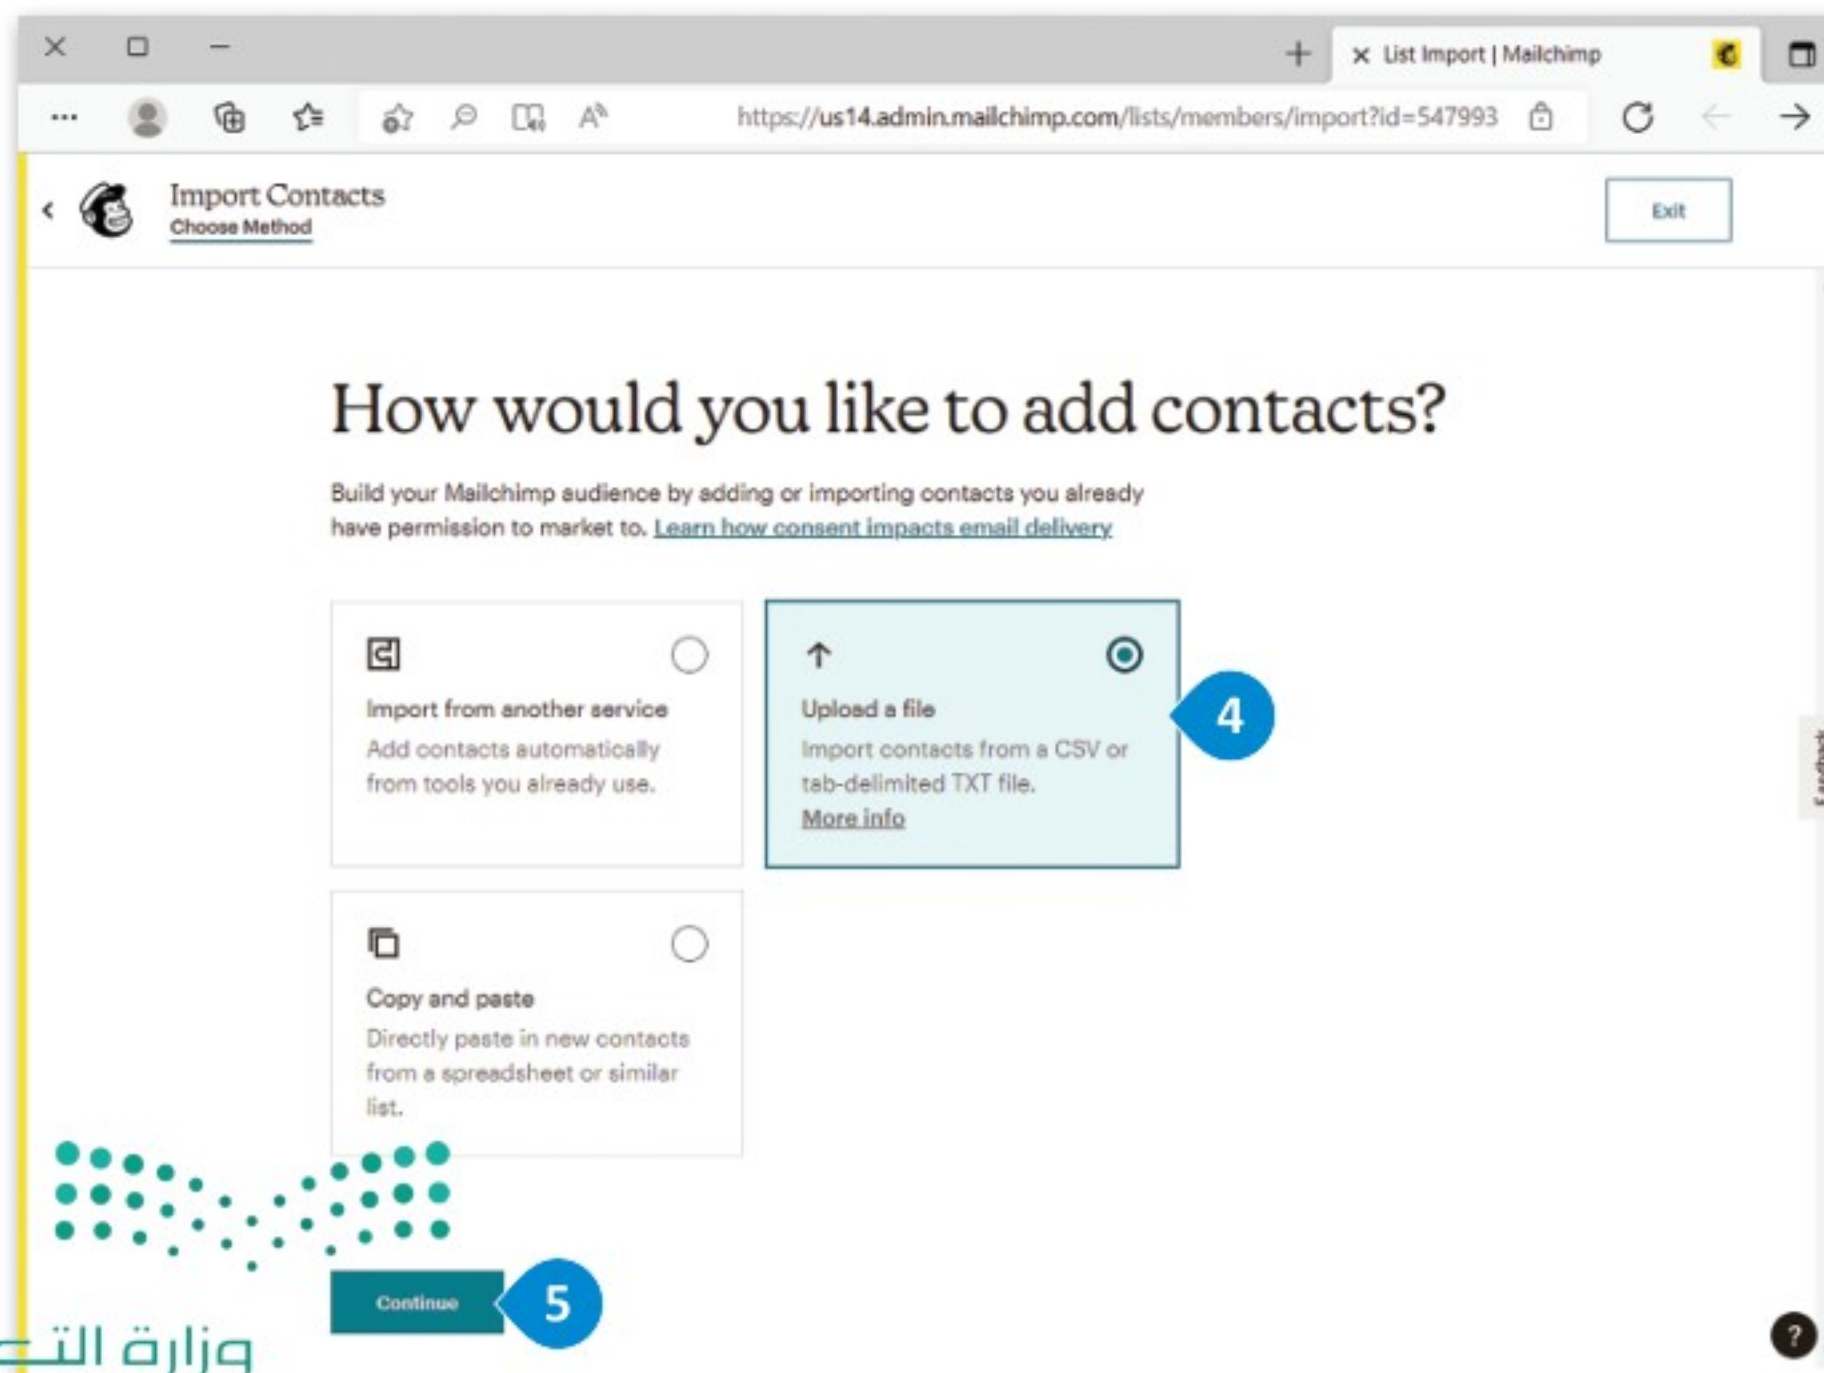 List Import | Mailchimp
https://us14.admin.mailchimp.com/lists/members/import?id=547993
Import Contacts
Choose Method
Exit
How would you like to add contacts?
Build your Mailchimp audience by adding or importing contacts you already
have permission to market to. Learn how consent impacts email delivery
Import from another service
Add contacts automatically
from tools you already use.
Upload a file
Import contacts from a CSV or
tab-delimited TXT file.
More info
4
Feedback
Copy and paste
Directly paste in new contacts
from a spreadsheet or similar
list.
Continue
5
?
وزارة